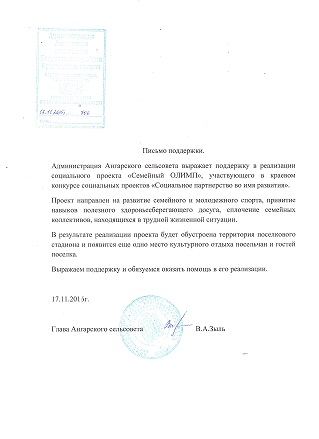 Администрация
Письмо поддержки.
Администрация Ангарского сельсовета выражает поддержку в реализации
социального проекта «Семейный ОЛИМП», участвующего в краевом
конкурсе социальных проектов «Социальное партнерство во имя развития».
Проект направлен на развитие семейного и молодежного спорта, привитие
навыков полезного здоровьесберегающего досуга, сплочение семейных
коллективов, находящихся в трудной жизненной ситуации.
В результате реализации проекта будет обустроена территория поселкового
стадиона и появится еще одно место культурного отдыха посельчан и гостей
поселка.
Выражаем поддержку и обязуемся оказать помощь в его реализации.
17.11.2015г.
Глава Ангарского сельсовета В.А.Зыль